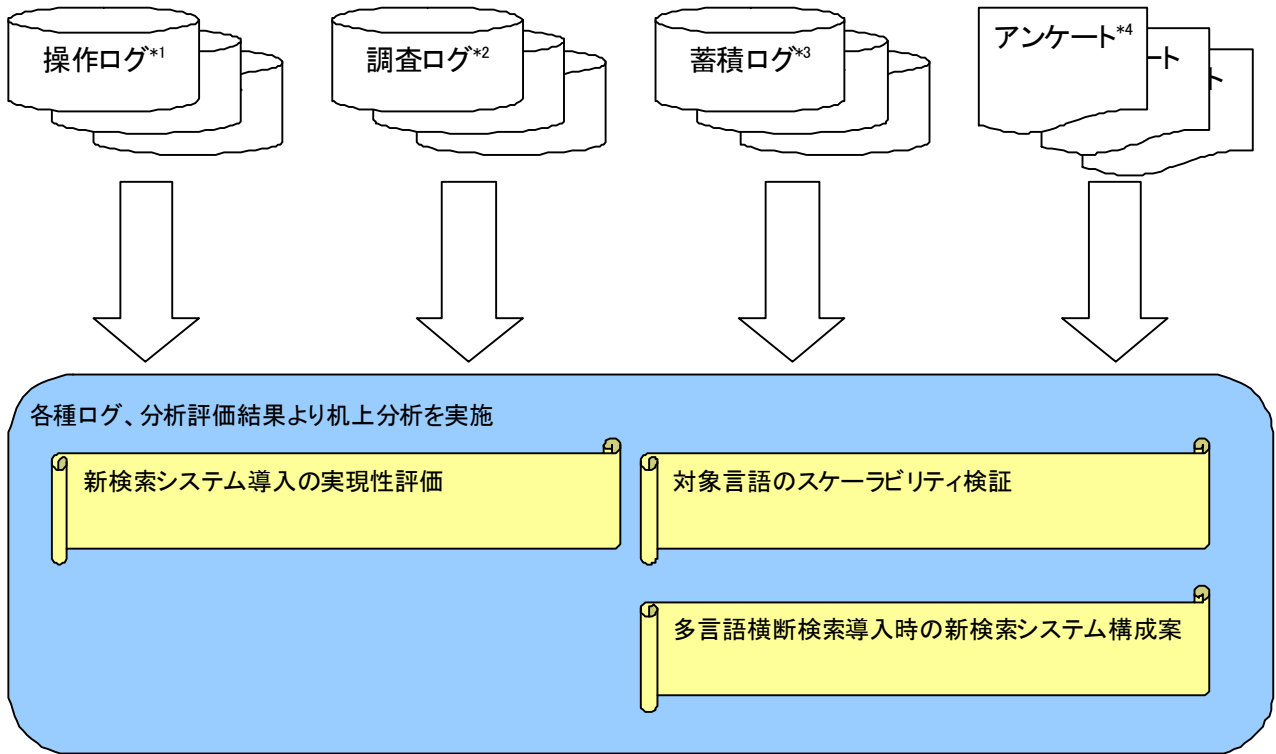 操作ログ*1
調査ログ*2
蓄積ログ*3
アンケート*4
ート
ト
各種ログ、分析評価結果より机上分析を実施
新検索システム導入の実現性評価
対象言語のスケーラビリティ検証
多言語横断検索導入時の新検索システム構成案